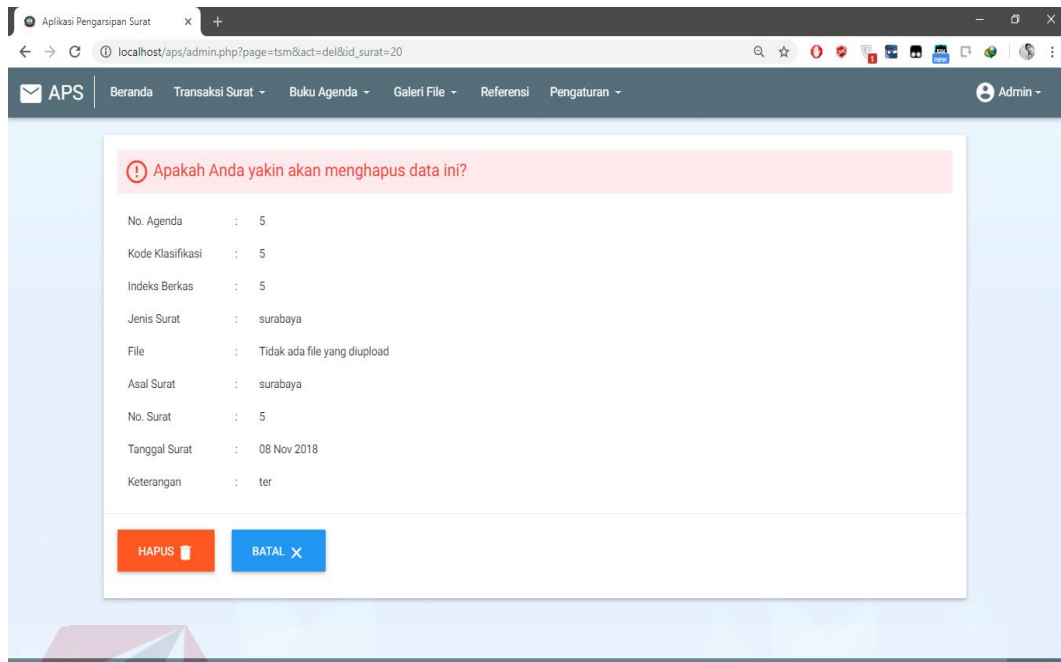 Aplikasi Pengarsipan Surat
localhost/aps/admin.php?page=tsm&act=del&id_surat=20
1
new
APS Beranda Transaksi Surat Buku Agenda Galeri File Referensi Pengaturan Admin
Apakah Anda yakin akan menghapus data ini?
No. Agenda : 5
Kode Klasifikasi : 5
Indeks Berkas : 5
Jenis Surat : surabaya
File : Tidak ada file yang diupload
Asal Surat : surabaya
No. Surat : 5
Tanggal Surat : 08 Nov 2018
Keterangan : ter
HAPUS BATAL